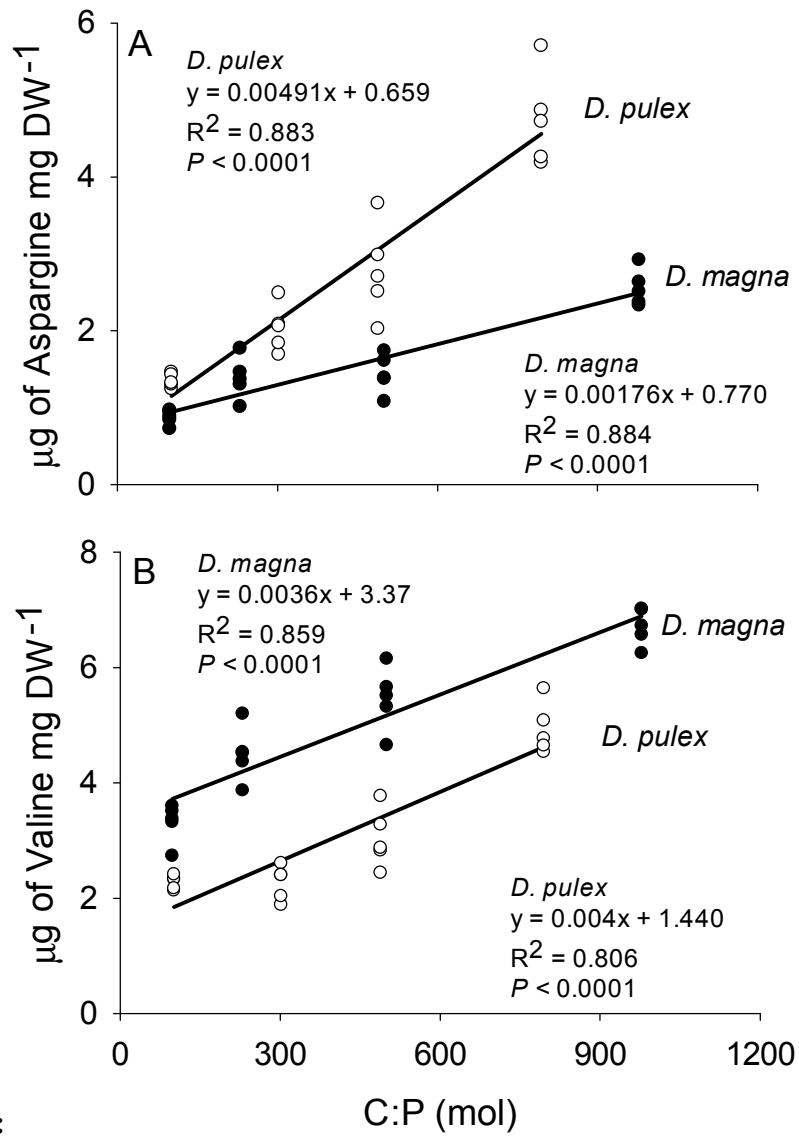 6
A
D. pulex
y = 0.00491x + 0.659
R2 = 0.883
P < 0.0001
D. pulex
4
μg of Aspargine mg DW-1
D. magna
2
D. magna
y = 0.00176x + 0.770
R2 = 0.884
P < 0.0001
0
8
B
D. magna
y = 0.0036x + 3.37
R2 = 0.859
P < 0.0001
D. magna
6
D. pulex
μg of Valine mg DW-1
4
D. pulex
y = 0.004x + 1.440
R2 = 0.806
P < 0.0001
2
0
0 300 600 900 1200
C:P (mol)
: